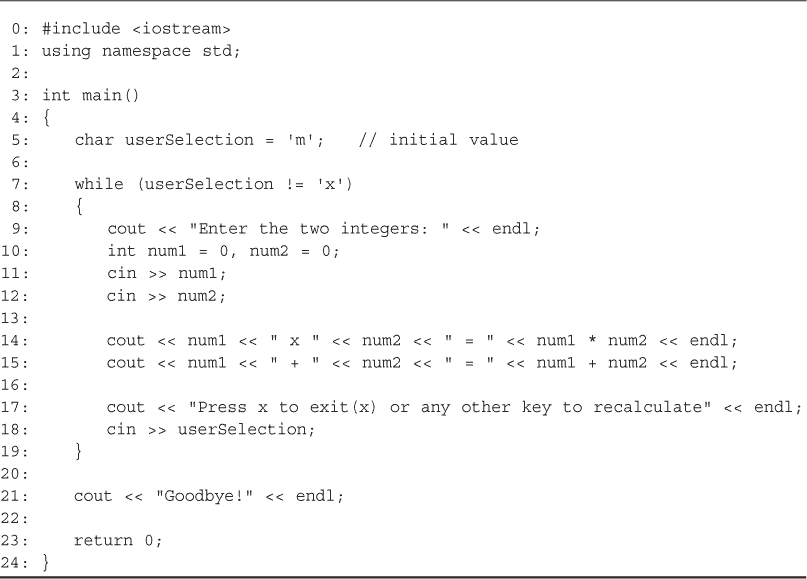 0: #include <iostream>
1: using namespace std;
2:
3: int main()
4: {
5:    char userSelection = 'm';   // initial value
6:
7:    while (userSelection != 'x')
8:    {
9:       cout << "Enter the two integers: " << endl;
10:       int num1 = 0, num2 = 0;
11:       cin >> num1;
12:       cin >> num2;
13:
14:       cout << num1 << " x " << num2 << " = " << num1 * num2 << endl;
15:       cout << num1 << " + " << num2 << " = " << num1 + num2 << endl;
16:
17:       cout << "Press x to exit(x) or any other key to recalculate" << endl;
18:       cin >> userSelection;
19:    }
20:
21:    cout << "Goodbye!" << endl;
22:
23:    return 0;
24: }